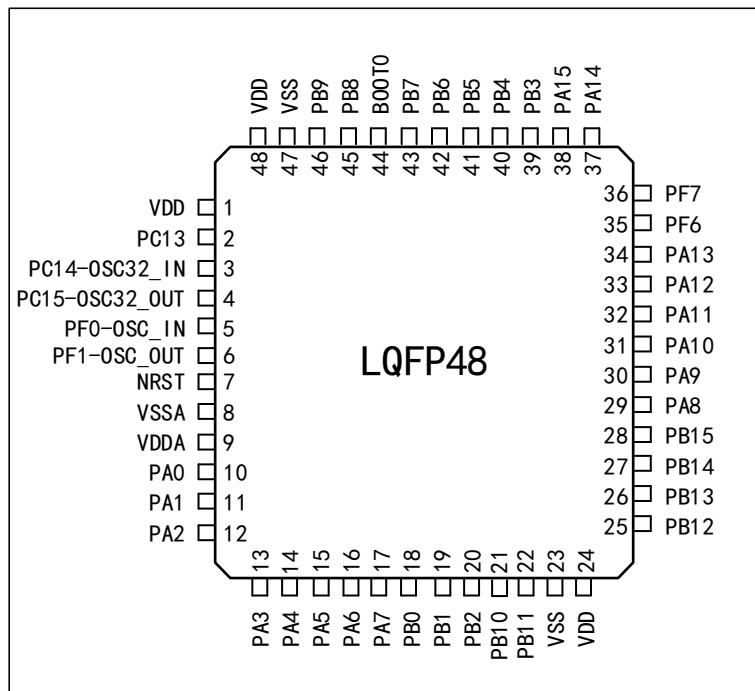 VDD
VSS
PB9
PB8
BOOT0
PB7
PB6
PB5
PB4
PB3
PA15
PA14
48
47
46
45
44
43
42
41
40
39
38
37
VDD 1
PC13 2
PC14-OSC32_IN 3
PC15-OSC32_OUT 4
PF0-OSC_IN 5
PF1-OSC_OUT 6
NRST 7
VSSA 8
VDDA 9
PA0 10
PA1 11
PA2 12
LQFP48
36 PF7
35 PF6
34 PA13
33 PA12
32 PA11
31 PA10
30 PA9
29 PA8
28 PB15
27 PB14
26 PB13
25 PB12
13
14
15
16
17
18
19
20
21
22
23
24
PA3
PA4
PA5
PA6
PA7
PB0
PB1
PB2
PB10
PB11
VSS
VDD